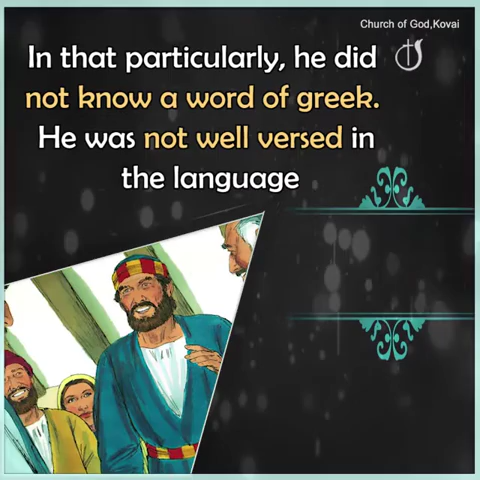 Church of God,Kovai
In that particularly, he did
not know a word of greek.
He was not well versed in
the language